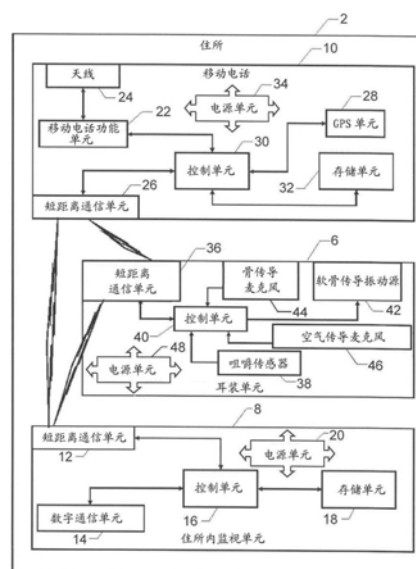 2
住所
10
天线
移动电话
34
24
22
电源单元
28
移动电话功能
单元
30
GPS单元
控制单元
32
存储单元
26
短距离通信单元
36
6
短距离
通信单元
骨传导
麦克风
软骨传导振动源
44
42
40
控制单元
48
空气传导麦克风
电源单元
46
咀嚼传感器
38
耳装单元
8
短距离通信单元
20
12
电源单元
控制单元
存储单元
数字通信单元
16
18
14
住所内监视单元